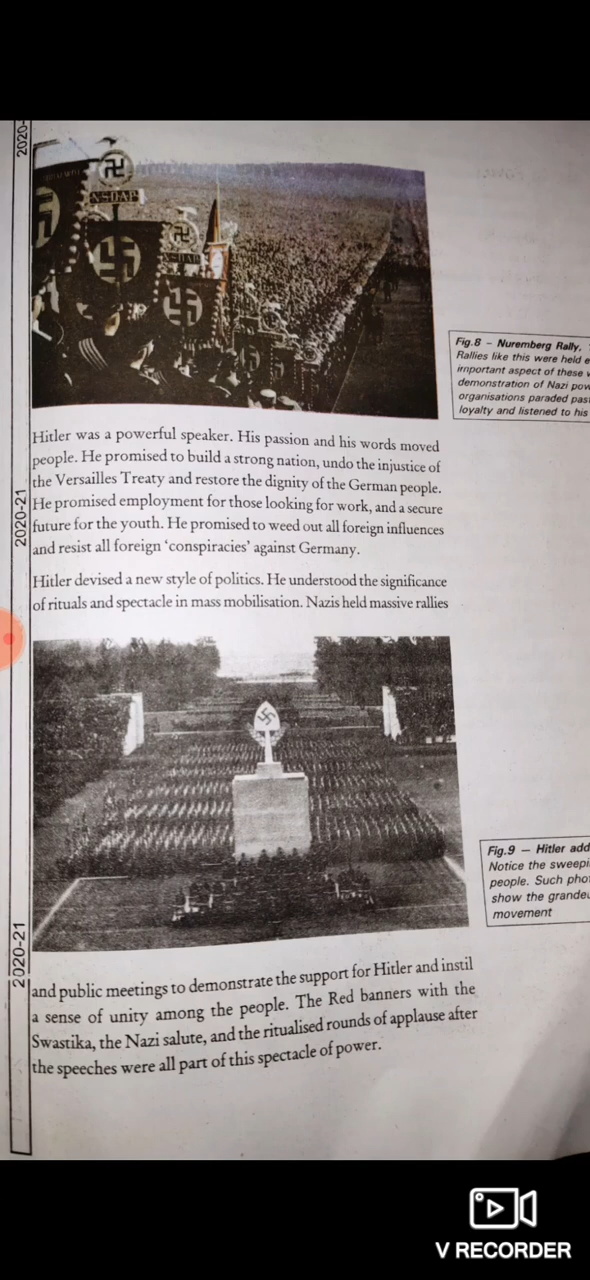 2020-
NSDAP
NSDAP
Fig.8 – Nuremberg Rally,
Rallies like this were held e
important aspect of these
demonstration of Nazi pow
organisations paraded past
loyalty and listened to his
Hitler was a powerful speaker. His passion and his words moved
people. He promised to build a strong nation, undo the injustice of
the Versailles Treaty and restore the dignity of the German people.
He promised employment for those looking for work, and a secure
future for the youth. He promised to weed out all foreign influences
and resist all foreign ‘conspiracies’ against Germany.
2020-21
Hitler devised a new style of politics. He understood the significance
of rituals and spectacle in mass mobilisation. Nazis held massive rallies
Fig.9 — Hitler add
Notice the sweepi
people. Such pho
show the grandeu
movement
2020-21
and public meetings to demonstrate the support for Hitler and instil
a sense of unity among the people. The Red banners with the
Swastika, the Nazi salute, and the ritualised rounds of applause after
the speeches were all part of this spectacle of power.
V RECORDER